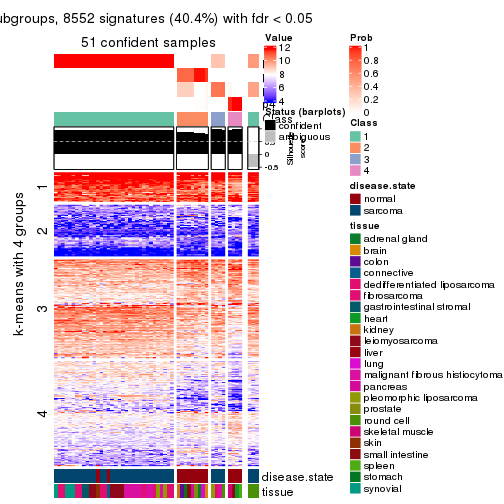 ubgroups, 8552 signatures (40.4%) with fdr < 0.05
51 confident samples
k-means with 4 groups
1
2
3
4
p4
Class
1
0.5
0
-0.5
Silhouette
score
disease.state
tissue
Value
12
10
8
6
4
Status (barplots)
confident
ambiguous
Prob
1
0.8
0.6
0.4
0.2
0
Class
1
2
3
4
disease.state
normal
sarcoma
tissue
adrenal gland
brain
colon
connective
dedifferentiated liposarcoma
fibrosarcoma
gastrointestinal stromal
heart
kidney
leiomyosarcoma
liver
lung
malignant fibrous histiocytoma
pancreas
pleomorphic liposarcoma
prostate
round cell
skeletal muscle
skin
small intestine
spleen
stomach
synovial